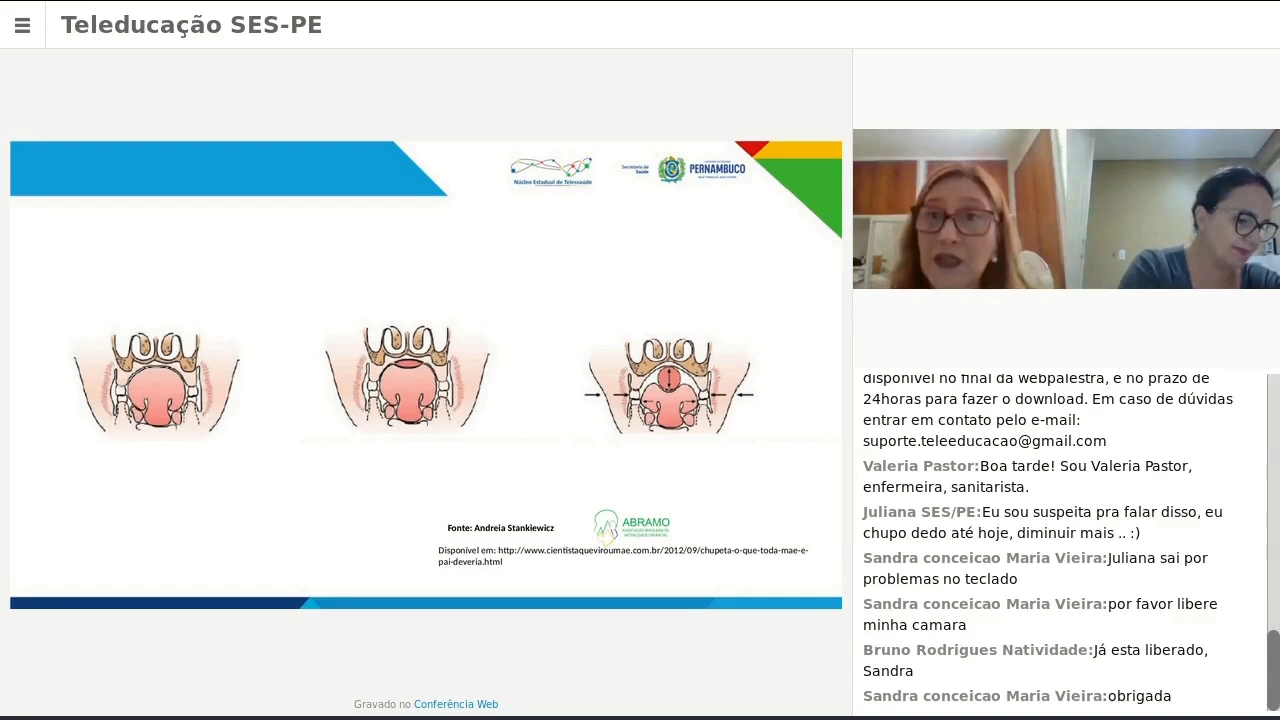 Teleducação SES-PE
Núcleo Estadual de Telessaúde
Secretaria de
Saúde
PERNAMBUCO
Fonte: Andreia Stankiewicz
ABRAMO
Disponível em: http://www.cientistaqueviroumae.com.br/2012/09/chupeta-o-que-toda-mae-e-
pai-deveria.html
Gravado no Conferência Web
disponível no final da webpalestra, e no prazo de
24horas para fazer o download. Em caso de dúvidas
entrar em contato pelo e-mail:
suporte.teleeducacao@gmail.com
Valeria Pastor:Boa tarde! Sou Valeria Pastor,
enfermeira, sanitarista.
Juliana SES/PE:Eu sou suspeita pra falar disso, eu
chupo dedo até hoje, diminuir mais .. :)
Sandra conceicao Maria Vieira:Juliana sai por
problemas no teclado
Sandra conceicao Maria Vieira:por favor libere
minha camara
Bruno Rodrigues Natividade:Já esta liberado,
Sandra
Sandra conceicao Maria Vieira:obrigada